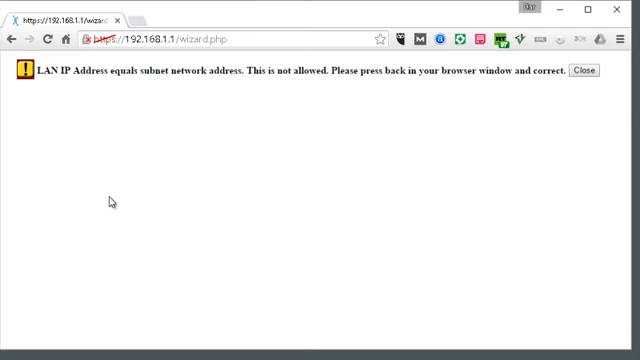 Dar
https://192.168.1.1/wizard
https://192.168.1.1/wizard.php
LAN IP Address equals subnet network address. This is not allowed. Please press back in your browser window and correct. Close